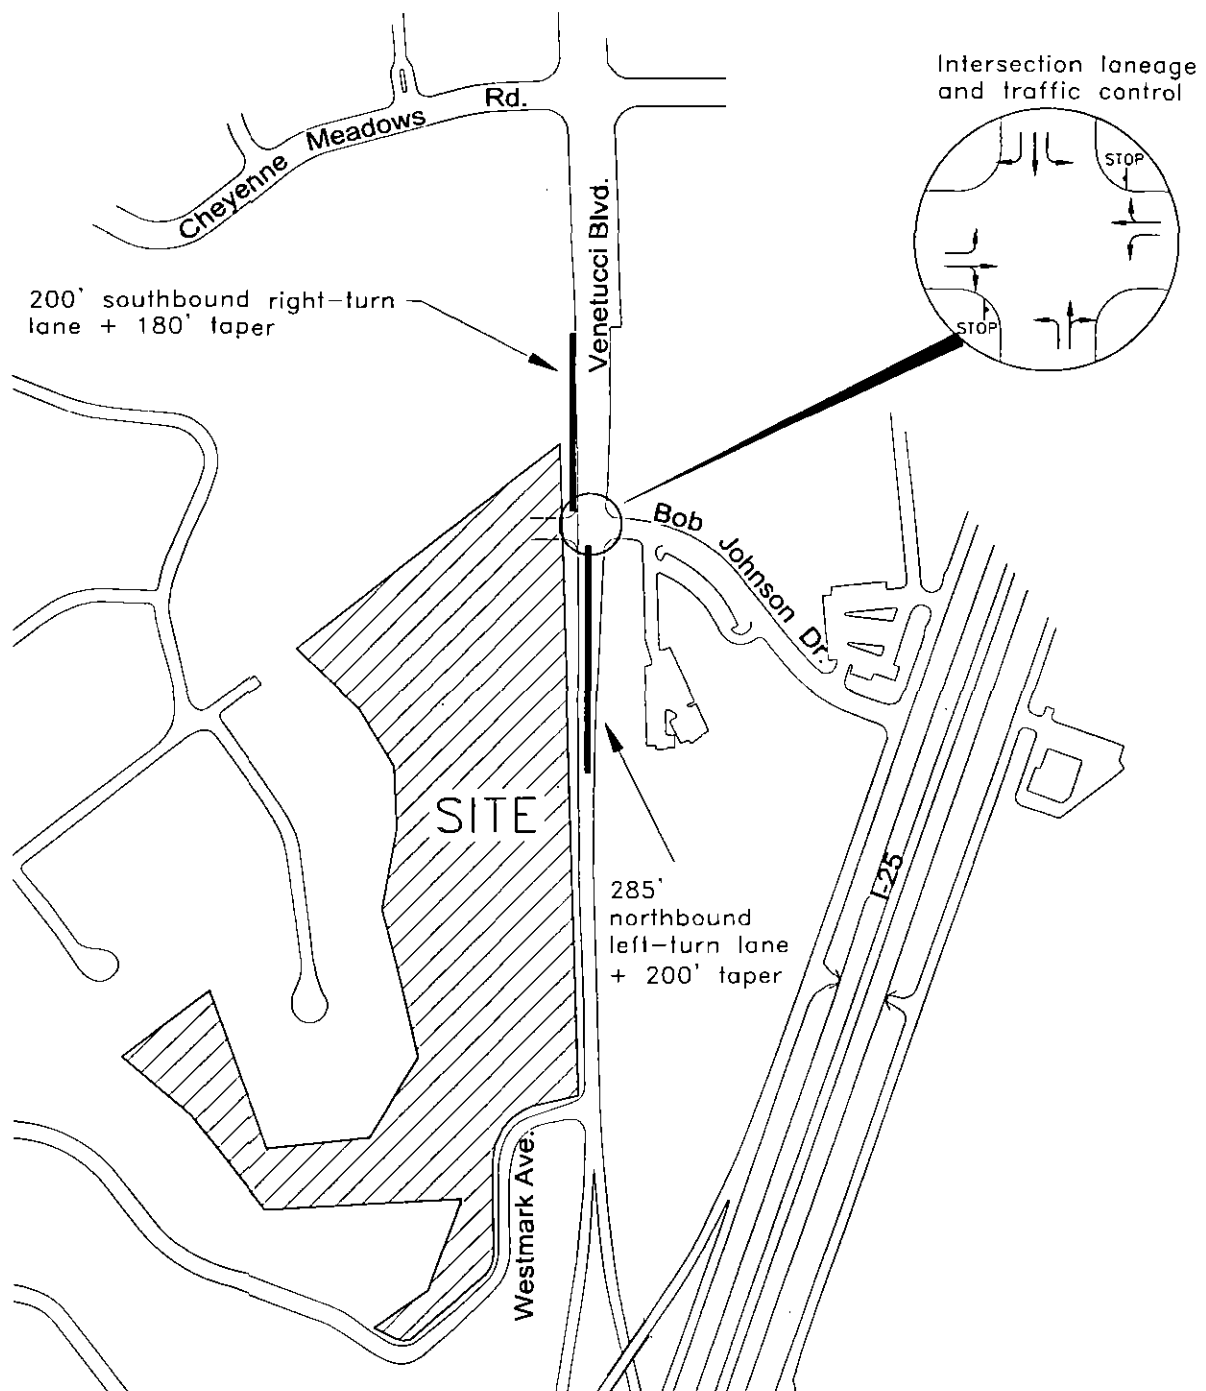 Intersection laneage
and traffic control
STOP
STOP
Cheyenne Meadows Rd.
Venetucci Blvd.
200' southbound right-turn
lane + 180' taper
Bob Johnson Dr.
SITE
285'
northbound
left-turn lane
+ 200' taper
I-25
Westmark Ave.